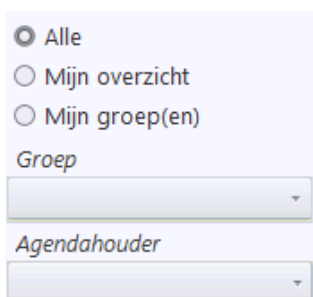 Alle
Mijn overzicht
Mijn groep(en)
Groep
Agendahouder